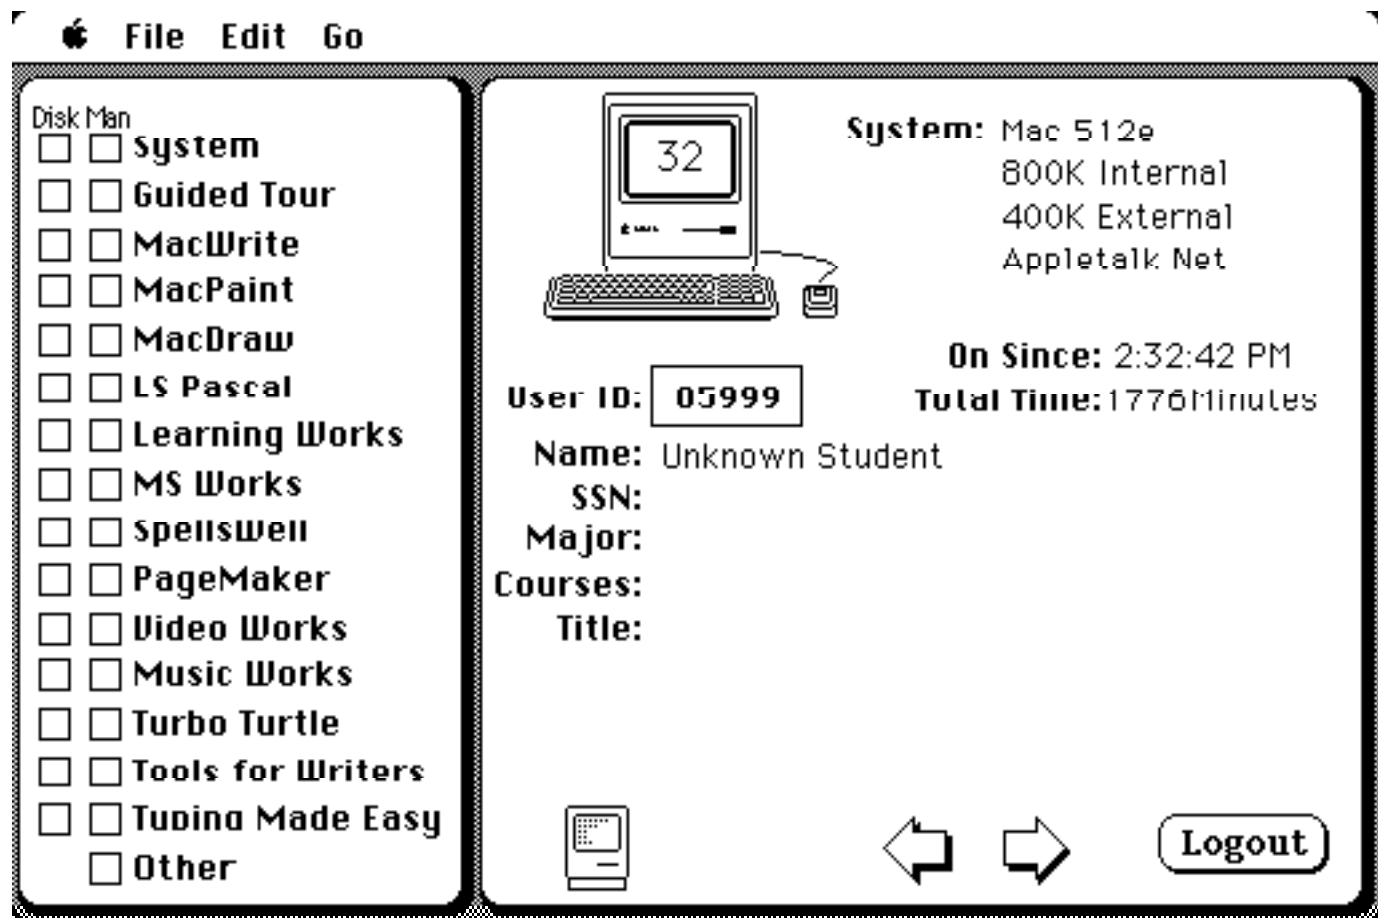 File Edit Go
Disk Man
System
Guided Tour
MacWrite
MacPaint
MacDraw
LS Pascal
Learning Works
MS Works
SpellsWell
PageMaker
Video Works
Music Works
Turbo Turtle
Tools for Writers
Typing Made Easy
Other
32
System: Mac 512e
800K Internal
400K External
Appletalk Net
On Since: 2:32:42 PM
Total Time: 1776Minutes
User ID: 05999
Name: Unknown Student
SSN:
Major:
Courses:
Title:
Logout